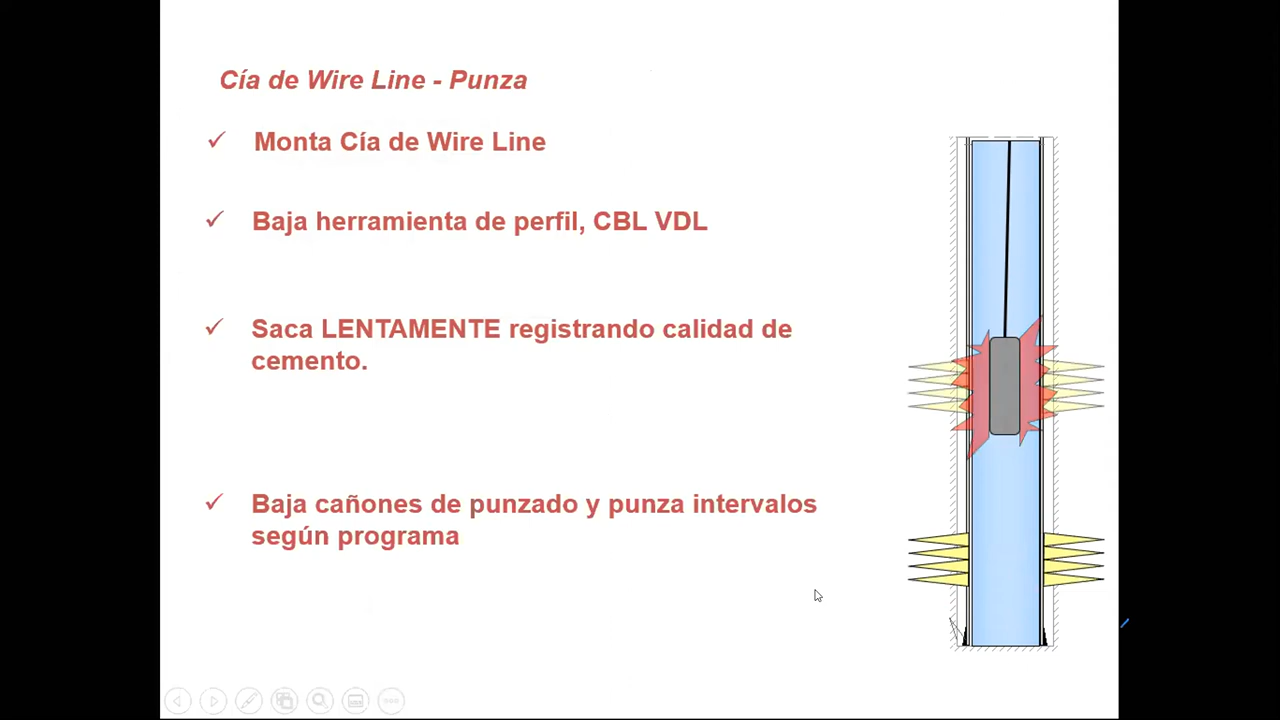 Cía de Wire Line - Punza
Monta Cía de Wire Line
Baja herramienta de perfil, CBL VDL
Saca LENTAMENTE registrando calidad de
cemento.
Baja cañones de punzado y punza intervalos
según programa